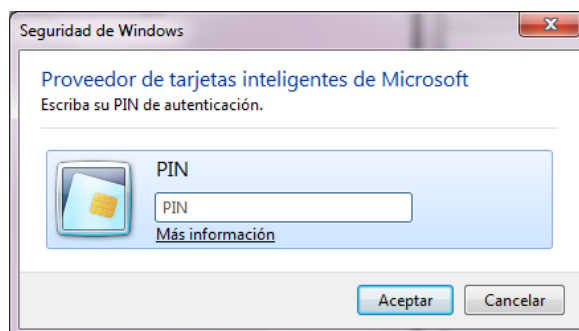 Seguridad de Windows
Proveedor de tarjetas inteligentes de Microsoft
Escriba su PIN de autenticación.
PIN
PIN
Más información
Aceptar
Cancelar